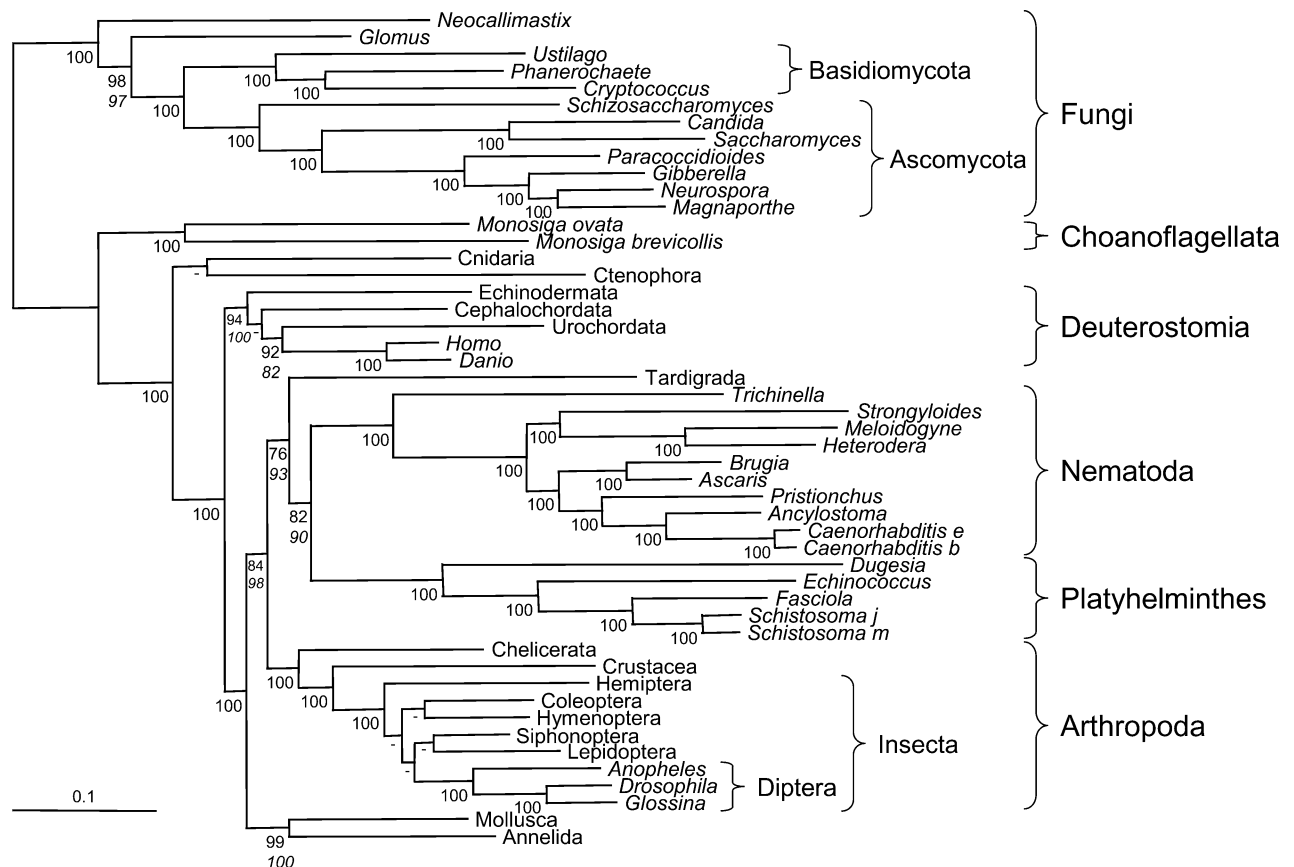 Neocallimastix
100
Glomus
98
97
Ustilago
100
Phanerochaete
100
Cryptococcus
Basidiomycota
100
Schizosaccharomyces
100
Candida
100
Saccharomyces
100
Paracoccidioides
100
Gibberella
100
Neurospora
100
Magnaporthe
Ascomycota
Fungi
Monosiga ovata
100
Monosiga brevicollis
Choanoflagellata
Cnidaria
-
Ctenophora
100
Echinodermata
94
100
Cephalochordata
-
Urochordata
92
82
Homo
100
Danio
Deuterostomia
Tardigrada
76
93
Trichinella
100
Strongyloides
100
Meloidogyne
100
Heterodera
100
Brugia
100
Ascaris
100
Pristionchus
100
Ancylostoma
100
Caenorhabditis e
100
Caenorhabditis b
Nematoda
100
82
90
84
98
Dugesia
100
Echinococcus
100
Fasciola
100
Schistosoma j
100
Schistosoma m
Platyhelminthes
Chelicerata
100
Crustacea
100
Hemiptera
100
Coleoptera
-
Hymenoptera
-
Siphonoptera
-
Lepidoptera
-
Anopheles
100
Drosophila
100
Glossina
Diptera
Insecta
Arthropoda
100
Mollusca
99
100
Annelida
0.1